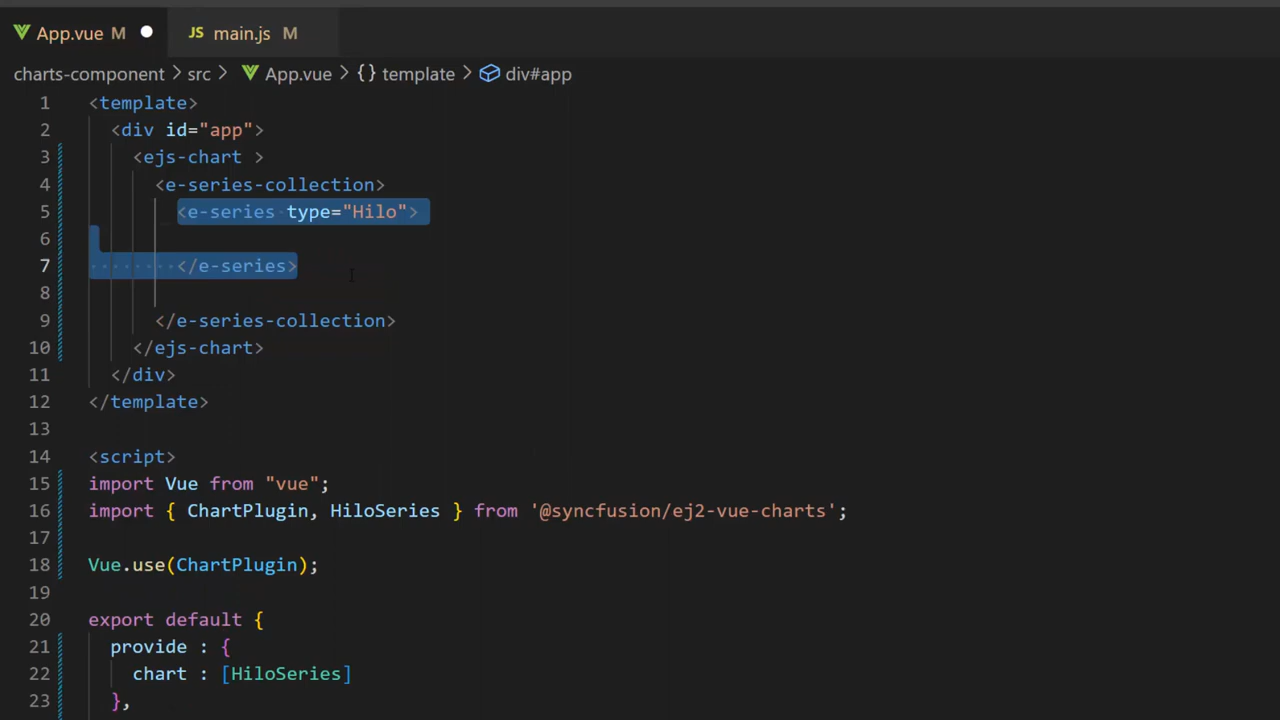 App.vue M JS main.js M
charts-component > src > App.vue > {} template > div#app
1 <template>
2 <div id="app">
3 <ejs-chart >
4 <e-series-collection>
5 <e-series type="Hilo">
6
7 </e-series>
8
9 </e-series-collection>
10 </ejs-chart>
11 </div>
12 </template>
13
14 <script>
15 import Vue from "vue";
16 import { ChartPlugin, HiloSeries } from '@syncfusion/ej2-vue-charts';
17
18 Vue.use(ChartPlugin);
19
20 export default {
21 provide : {
22 chart : [HiloSeries]
23 },